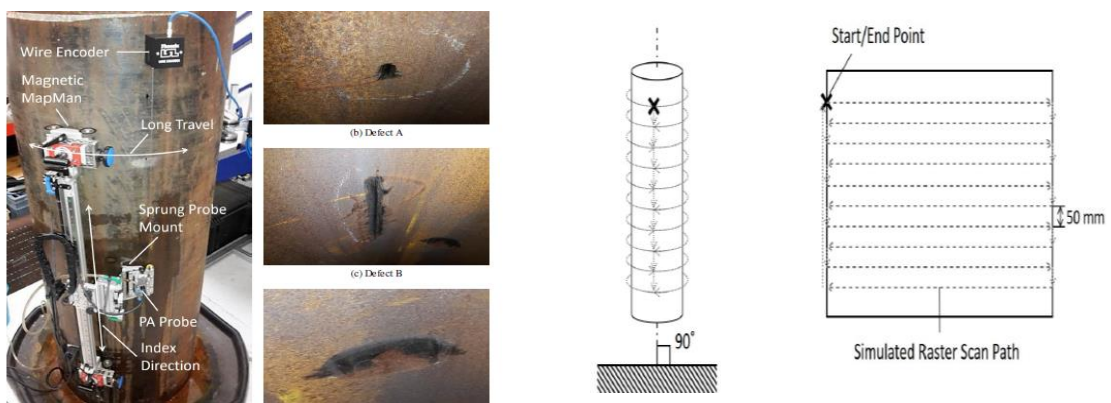 Wire Encoder
Magnetic
MapMan
Long Travel
Sprung Probe
Mount
PA Probe
Index
Direction
(b) Defect A
(c) Defect B
Start/End Point
50 mm
90°
Simulated Raster Scan Path